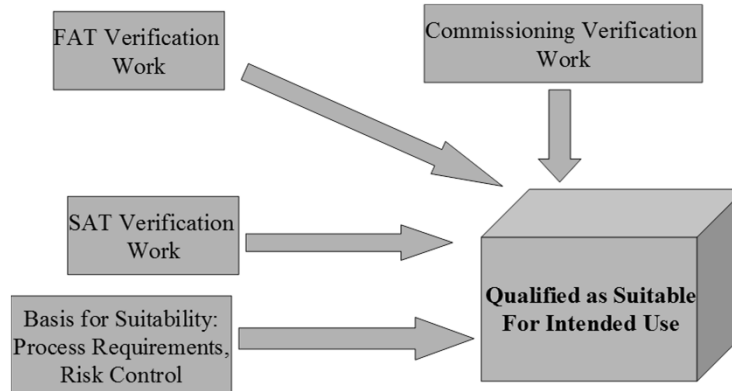 FAT Verification
Work
Commissioning Verification
Work
SAT Verification
Work
Qualified as Suitable
For Intended Use
Basis for Suitability:
Process Requirements,
Risk Control